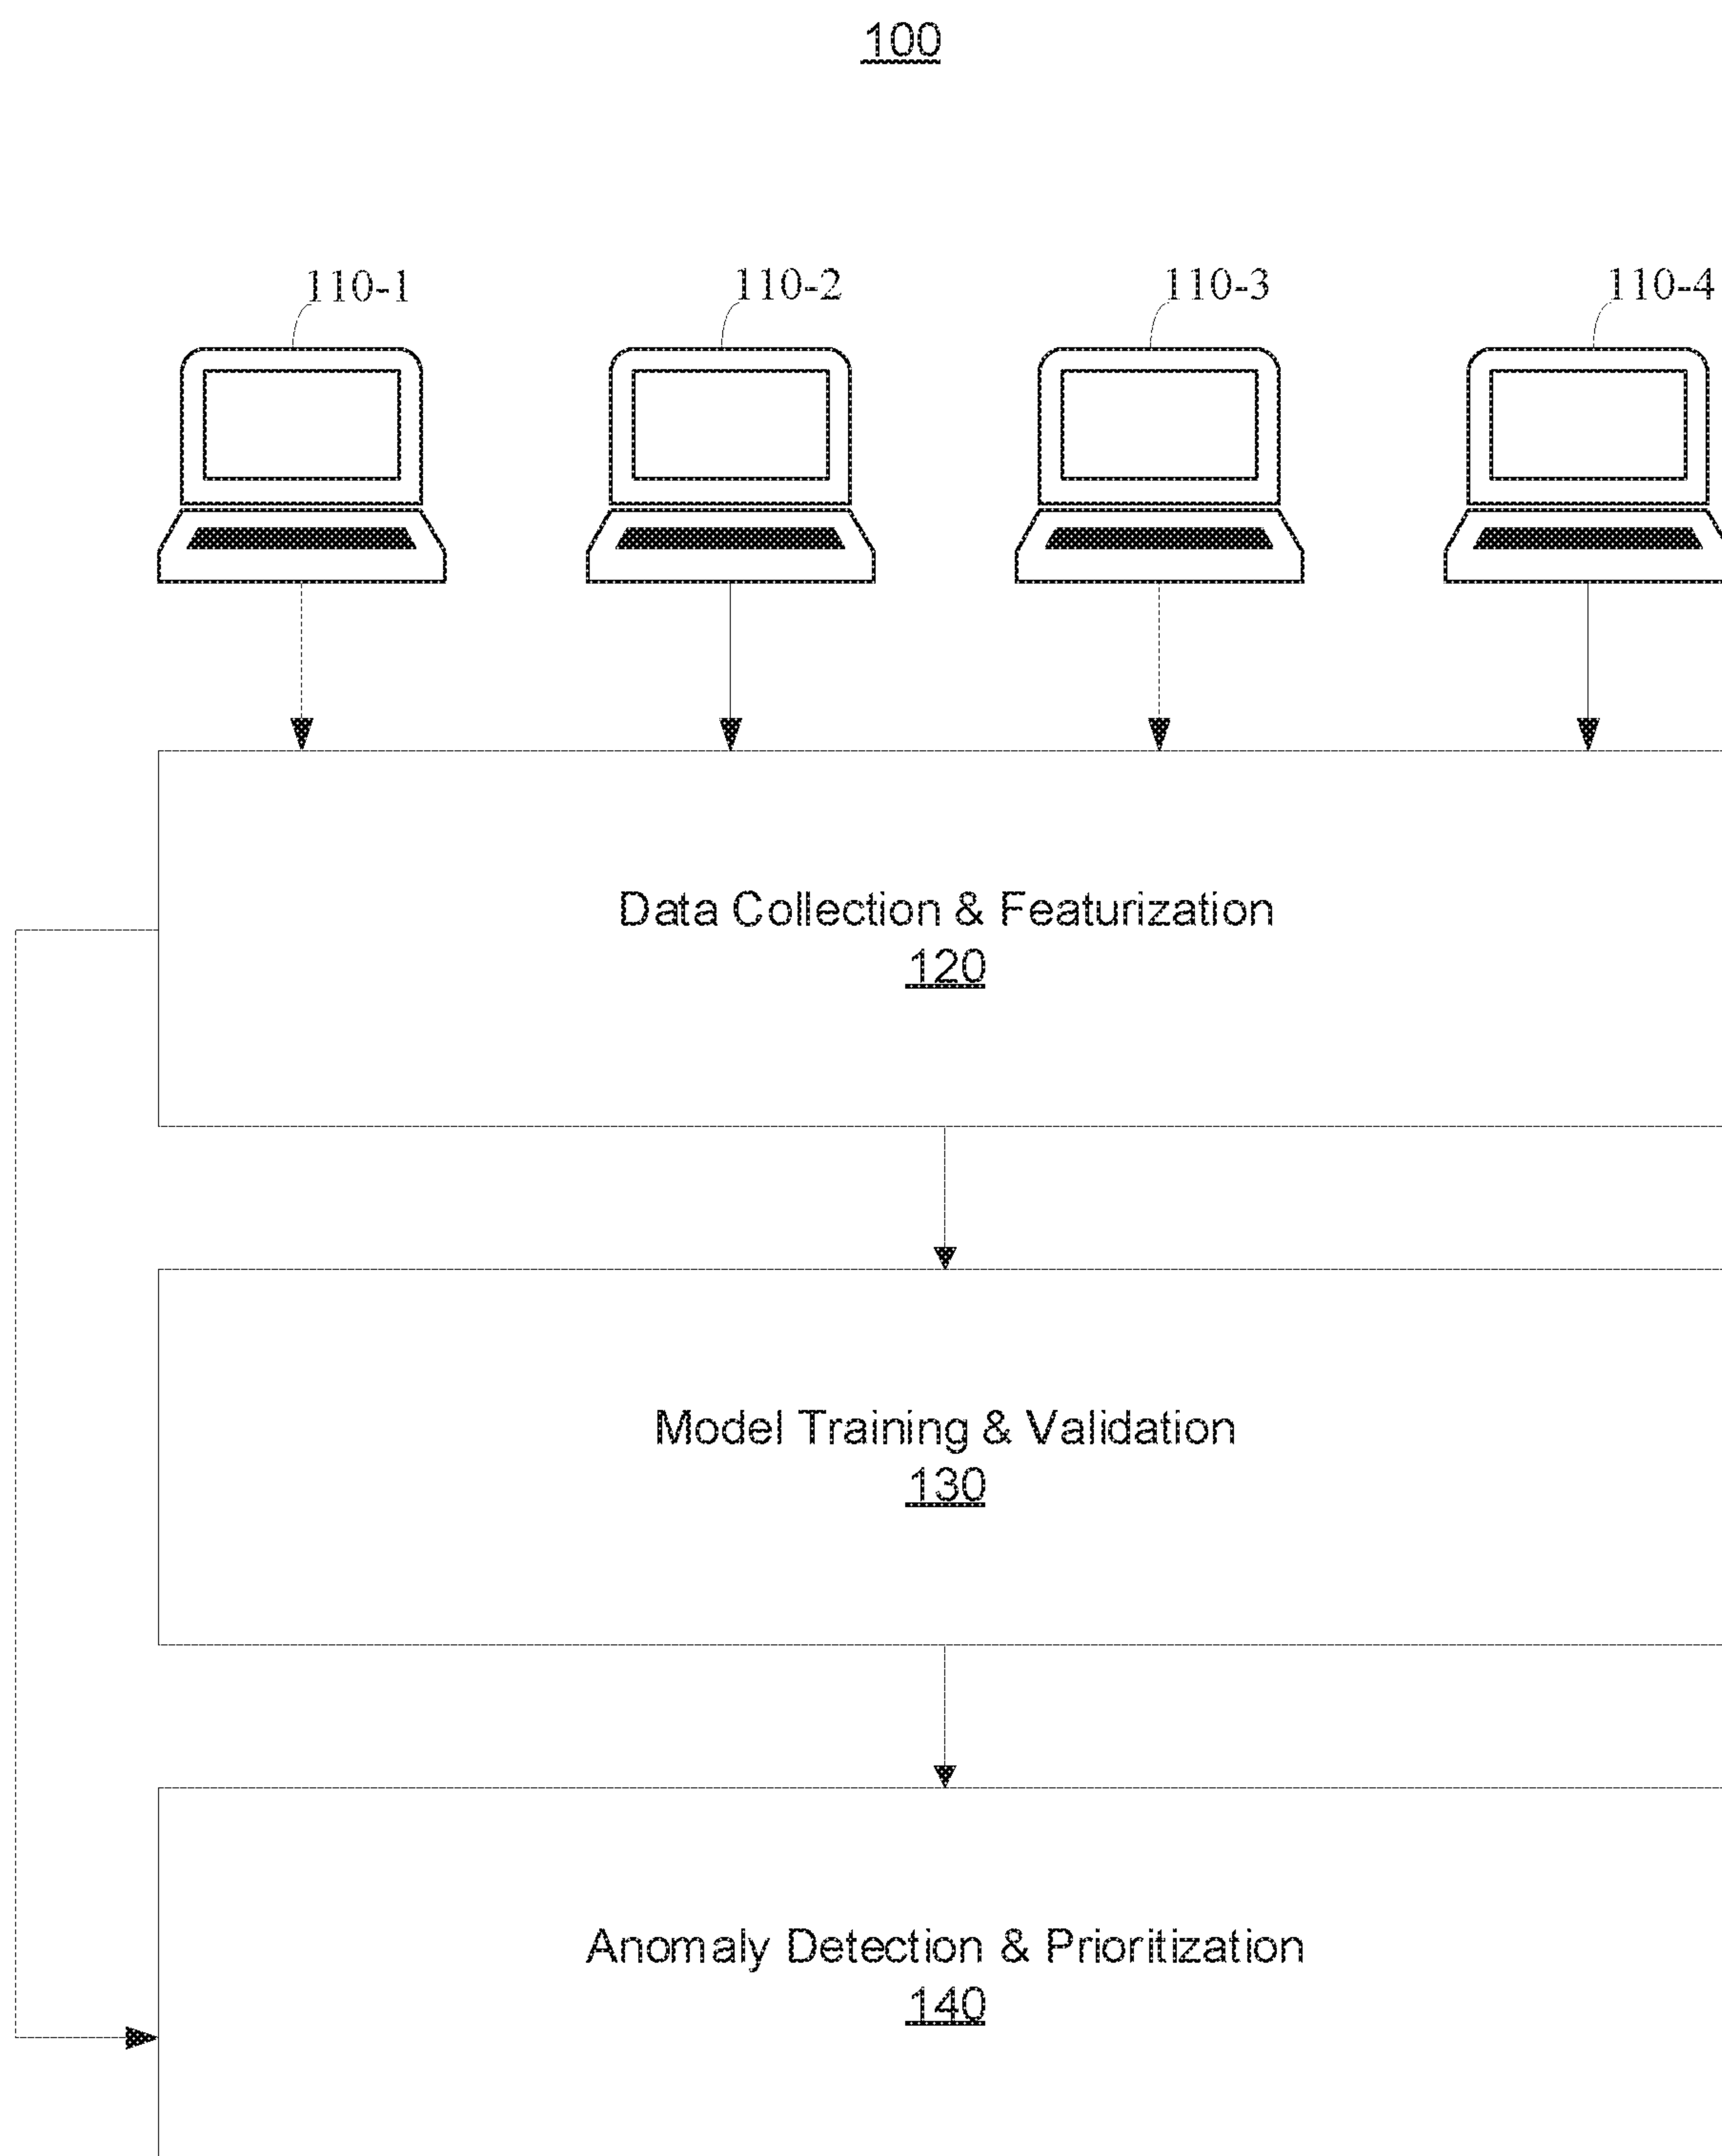 100
110-1 110-2 110-3 110-4
Data Collection & Featurization
120
Model Training & Validation
130
Anomaly Detection & Prioritization
140